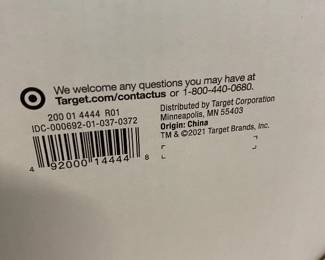 We welcome any questions you may have at
Target.com/contactus or 1-800-440-0680.
200 01 4444 R01
IDC-000692-01-037-0372
4 92000 14444 8
Distributed by Target Corporation
Minneapolis, MN 55403
Origin: China
TM & ©2021 Target Brands, Inc.